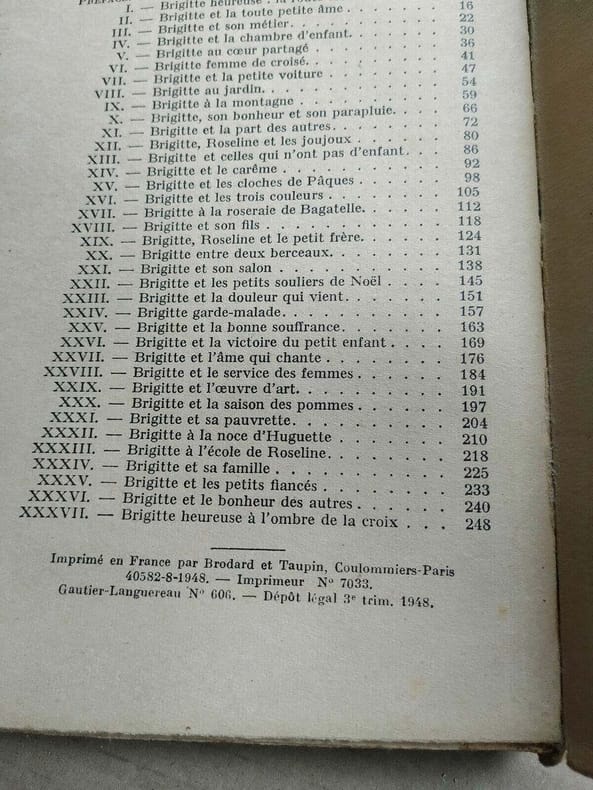 I. — Brigitte heureuse : la
II. — Brigitte et la toute petite âme . . . . . . . 16
III. — Brigitte et son métier. . . . . . . . . . 22
IV. — Brigitte et la chambre d'enfant. . . . . . . 30
V. — Brigitte au cœur partagé . . . . . . . . 36
VI. — Brigitte femme de croisé. . . . . . . . . 41
VII. — Brigitte et la petite voiture . . . . . . . . 47
VIII. — Brigitte au jardin. . . . . . . . . . . 54
IX. — Brigitte à la montagne . . . . . . . . . 59
X. — Brigitte, son bonheur et son parapluie. . . . 66
XI. — Brigitte et la part des autres. . . . . . . . 72
XII. — Brigitte, Roseline et les joujoux . . . . . . 80
XIII. — Brigitte et celles qui n'ont pas d'enfant . . . 86
XIV. — Brigitte et le carême . . . . . . . . . . 92
XV. — Brigitte et les cloches de Pâques . . . . . . 98
XVI. — Brigitte et les trois couleurs . . . . . . . 105
XVII. — Brigitte à la roseraie de Bagatelle. . . . . . 112
XVIII. — Brigitte et son fils . . . . . . . . . . . 118
XIX. — Brigitte, Roseline et le petit frère. . . . . . 124
XX. — Brigitte entre deux berceaux. . . . . . . . 131
XXI. — Brigitte et son salon . . . . . . . . . . 138
XXII. — Brigitte et les petits souliers de Noël . . . . 145
XXIII. — Brigitte et la douleur qui vient. . . . . . . 151
XXIV. — Brigitte garde-malade. . . . . . . . . . 157
XXV. — Brigitte et la bonne souffrance. . . . . . . 163
XXVI. — Brigitte et la victoire du petit enfant . . . . 169
XXVII. — Brigitte et l'âme qui chante . . . . . . . 176
XXVIII. — Brigitte et le service des femmes . . . . . . 184
XXIX. — Brigitte et l'œuvre d'art. . . . . . . . . 191
XXX. — Brigitte et la saison des pommes . . . . . . 197
XXXI. — Brigitte et sa pauvrette. . . . . . . . . 204
XXXII. — Brigitte à la noce d'Huguette . . . . . . . 210
XXXIII. — Brigitte à l'école de Roseline. . . . . . . . 218
XXXIV. — Brigitte et sa famille . . . . . . . . . . 225
XXXV. — Brigitte et les petits fiancés . . . . . . . 233
XXXVI. — Brigitte et le bonheur des autres . . . . . . 240
XXXVII. — Brigitte heureuse à l'ombre de la croix . . . 248
Imprimé en France par Brodard et Taupin, Coulommiers-Paris
40582-8-1948. — Imprimeur N° 7033.
Gautier-Languereau N° 606. — Dépôt légal 3e trim. 1948.